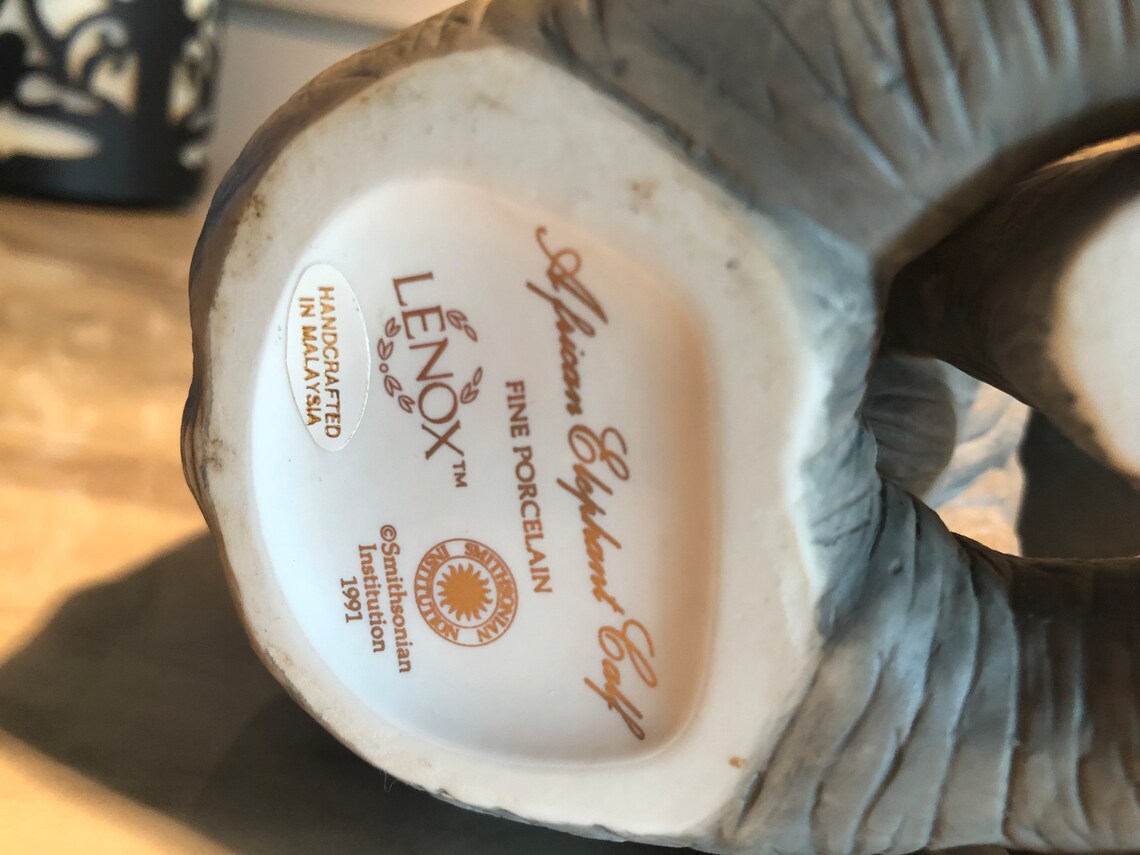 African Elephant Calf
FINE PORCELAIN
LENOX™
SMITHSONIAN
INSTITUTION
©Smithsonian
Institution
1991
HANDCRAFTED
IN MALAYSIA